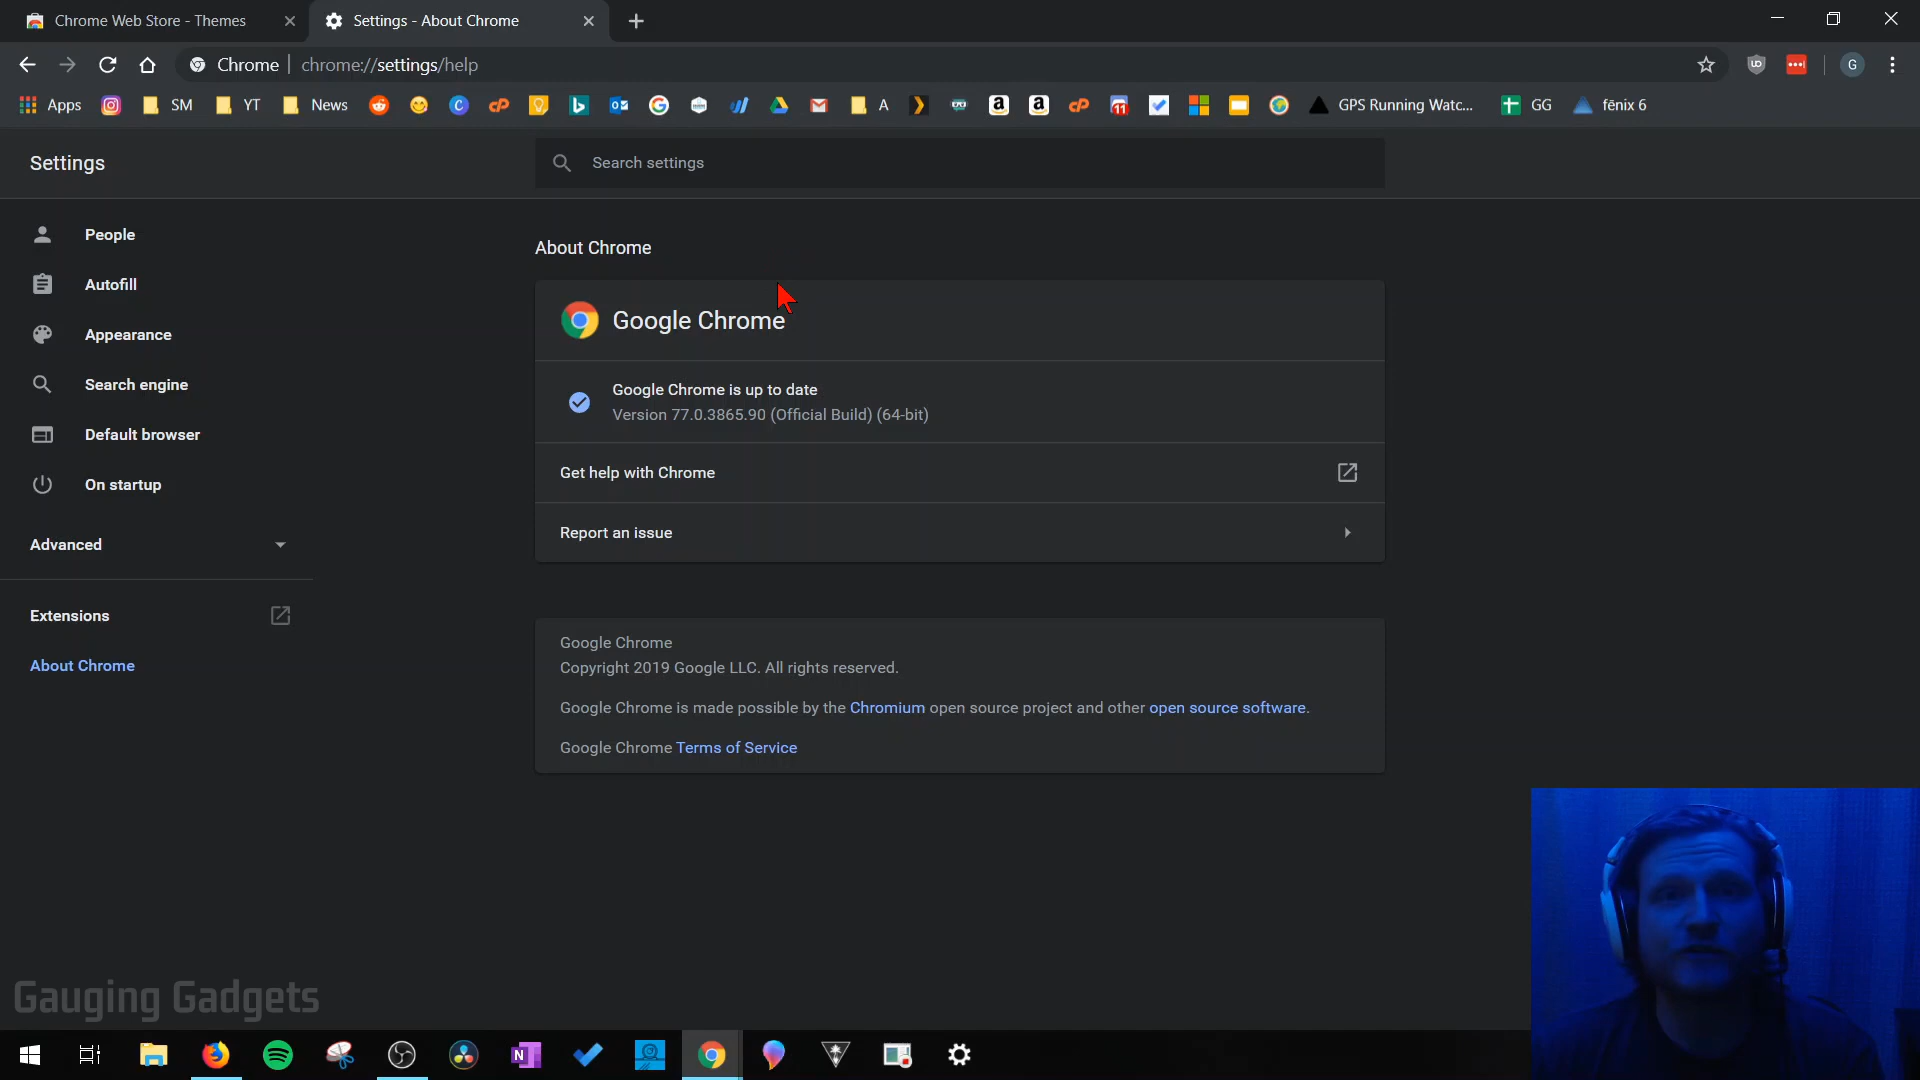 Chrome Web Store - Themes
Settings - About Chrome
Chrome | chrome://settings/help
G
Apps
SM
YT
News
A
GPS Running Watc...
GG
fēnix 6
Settings
Search settings
People
Autofill
Appearance
Search engine
Default browser
On startup
Advanced
Extensions
About Chrome
About Chrome
Google Chrome
Google Chrome is up to date
Version 77.0.3865.90 (Official Build) (64-bit)
Get help with Chrome
Report an issue
Google Chrome
Copyright 2019 Google LLC. All rights reserved.
Google Chrome is made possible by the Chromium open source project and other open source software.
Google Chrome Terms of Service
Gauging Gadgets